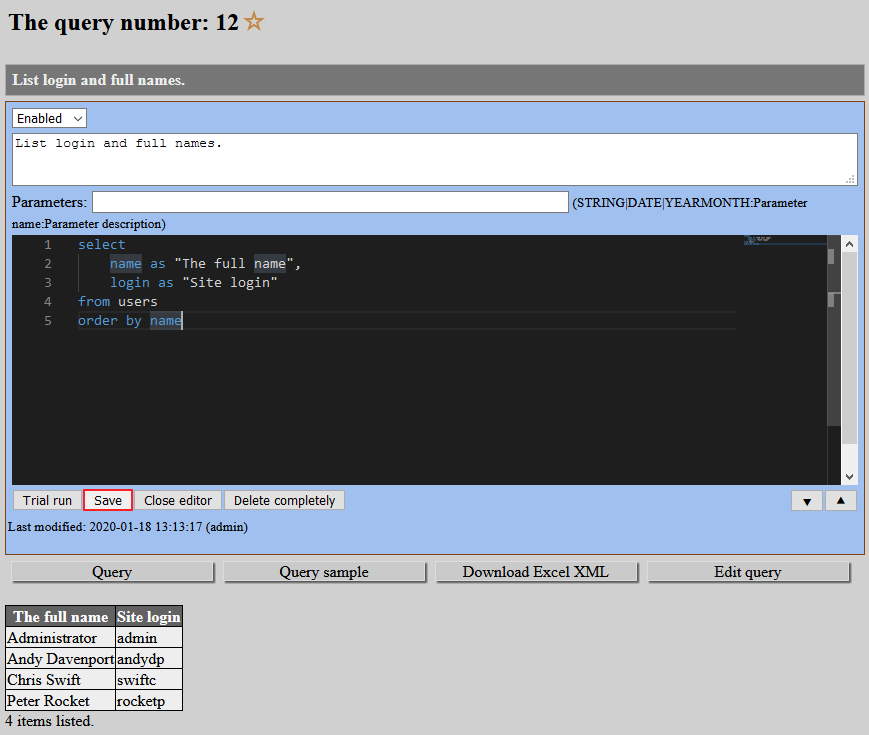 The query number: 12 ☆
List login and full names.
Enabled
List login and full names.
Parameters: (STRING|DATE|YEARMONTH:Parameter
name:Parameter description)
1 select
2 name as "The full name",
3 login as "Site login"
4 from users
5 order by name
Trial run Save Close editor Delete completely ▼ ▲
Last modified: 2020-01-18 13:13:17 (admin)
Query Query sample Download Excel XML Edit query
The full name Site login
Administrator admin
Andy Davenport andydp
Chris Swift swiftc
Peter Rocket rocketp
4 items listed.